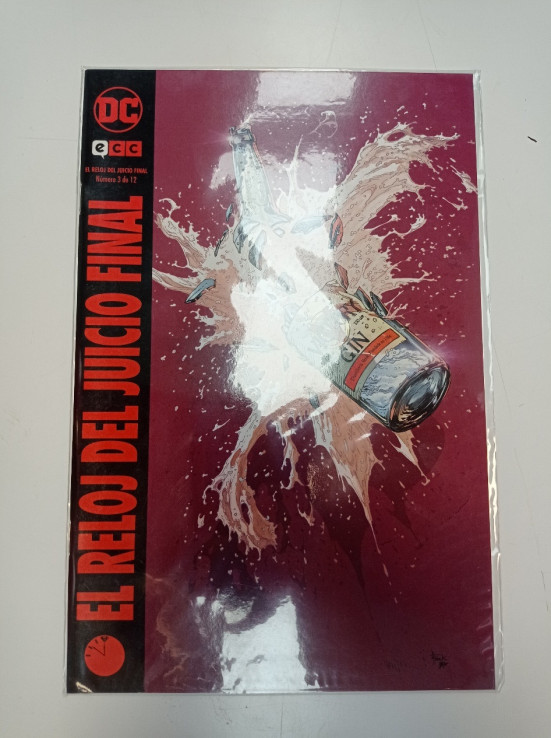 DC
ecc
EL RELOJ DEL JUICIO FINAL
Número 3 de 12
EL RELOJ DEL JUICIO FINAL
GIN